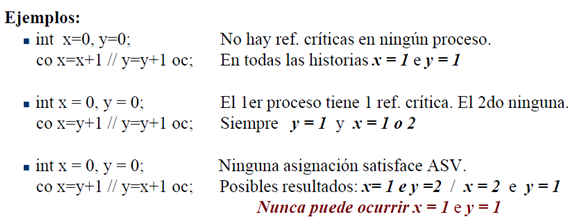 Ejemplos:
▪ int x=0, y=0; No hay ref. críticas en ningún proceso.
co x=x+1 // y=y+1 oc; En todas las historias x = 1 e y = 1
▪ int x = 0, y = 0; El 1er proceso tiene 1 ref. crítica. El 2do ninguna.
co x=y+1 // y=y+1 oc; Siempre y = 1 y x = 1 o 2
▪ int x = 0, y = 0; Ninguna asignación satisface ASV.
co x=y+1 // y=x+1 oc; Posibles resultados: x= 1 e y =2 / x = 2 e y = 1
Nunca puede ocurrir x = 1 e y = 1